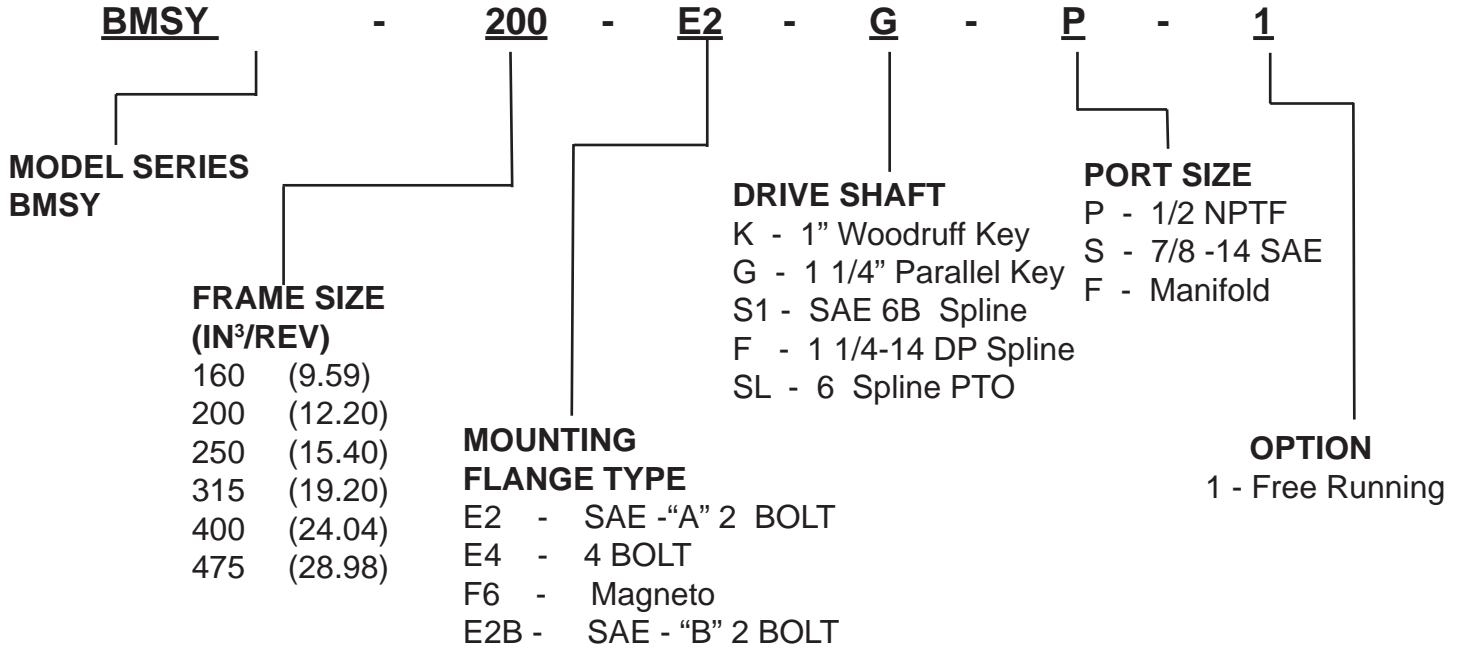 BMSY - 200 - E2 - G - P - 1
MODEL SERIES
BMSY
FRAME SIZE
(IN³/REV)
160 (9.59)
200 (12.20)
250 (15.40)
315 (19.20)
400 (24.04)
475 (28.98)
MOUNTING
FLANGE TYPE
E2 - SAE -“A” 2 BOLT
E4 - 4 BOLT
F6 - Magneto
E2B - SAE - “B” 2 BOLT
DRIVE SHAFT
K - 1” Woodruff Key
G - 1 1/4” Parallel Key
S1 - SAE 6B Spline
F - 1 1/4-14 DP Spline
SL - 6 Spline PTO
PORT SIZE
P - 1/2 NPTF
S - 7/8 -14 SAE
F - Manifold
OPTION
1 - Free Running